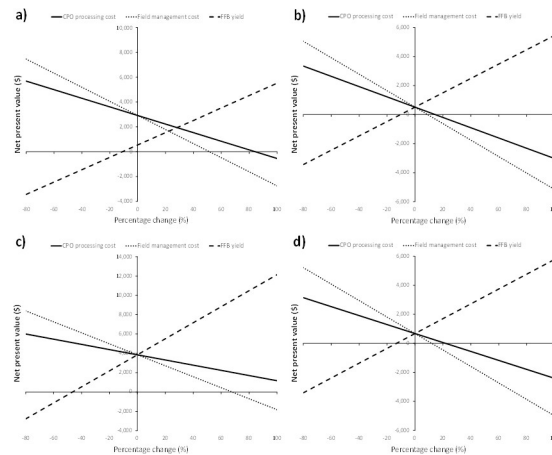 a)
CPO processing cost Field management cost FFB yield
Net present value ($)
10,000
8,000
6,000
4,000
2,000
0
-2,000
-4,000
-80 -60 -40 -20 0 20 40 60 80 100
Percentage change (%)
b)
CPO processing cost Field management cost FFB yield
Net present value ($)
6,000
4,000
2,000
0
-2,000
-4,000
-6,000
-80 -60 -40 -20 0 20 40 60 80 100
Percentage change (%)
c)
CPO processing cost Field management cost FFB yield
Net present value ($)
14,000
12,000
10,000
8,000
6,000
4,000
2,000
0
-2,000
-4,000
-80 -60 -40 -20 0 20 40 60 80 100
Percentage change (%)
d)
CPO processing cost Field management cost FFB yield
Net present value ($)
6,000
4,000
2,000
0
-2,000
-4,000
-6,000
-80 -60 -40 -20 0 20 40 60 80 100
Percentage change (%)